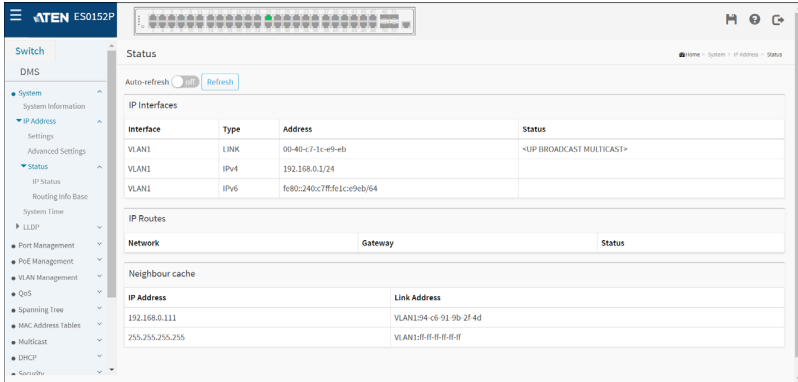 ATEN ES0152P
Switch
DMS
System
System Information
IP Address
Settings
Advanced Settings
Status
IP Status
Routing Info Base
System Time
LLDP
Port Management
PoE Management
VLAN Management
QoS
Spanning Tree
MAC Address Tables
Multicast
DHCP
Security
Status
Home > System > IP Address > Status
Auto-refresh off Refresh
IP Interfaces
Interface Type Address Status
VLAN1 LINK 00-40-c7-1c-e9-eb <UP BROADCAST MULTICAST>
VLAN1 IPv4 192.168.0.1/24
VLAN1 IPv6 fe80::240:c7ff:fe1c:e9eb/64
IP Routes
Network Gateway Status
Neighbour cache
IP Address Link Address
192.168.0.111 VLAN1:94-c6-91-9b-2f-4d
255.255.255.255 VLAN1:ff-ff-ff-ff-ff-ff